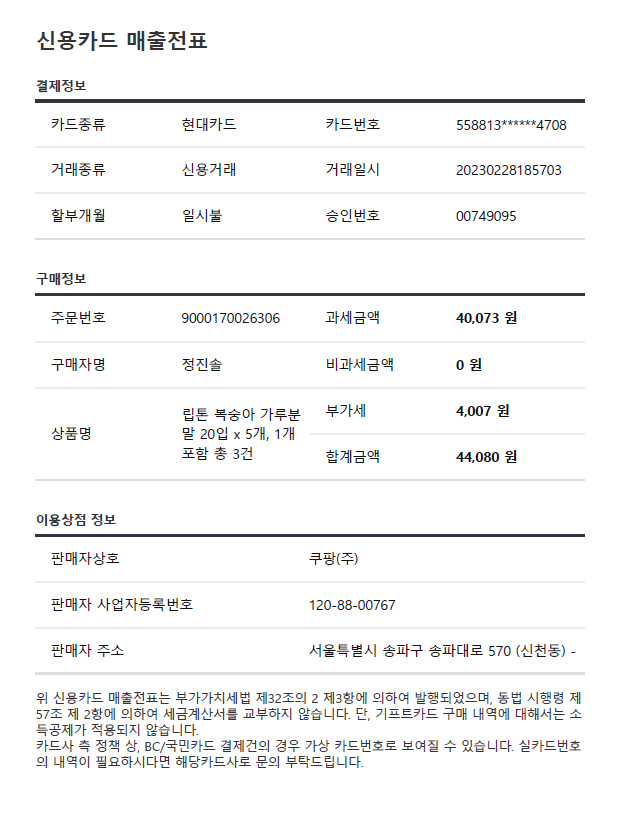 신용카드 매출전표
결제정보
카드종류 현대카드 카드번호 558813******4708
거래종류 신용거래 거래일시 20230228185703
할부개월 일시불 승인번호 00749095
구매정보
주문번호 9000170026306 과세금액 40,073 원
구매자명 정진솔 비과세금액 0 원
상품명
립톤 복숭아 가루분
말 20입 x 5개, 1개
포함 총 3건
부가세 4,007 원
합계금액 44,080 원
이용상점 정보
판매자상호 쿠팡(주)
판매자 사업자등록번호 120-88-00767
판매자 주소 서울특별시 송파구 송파대로 570 (신천동) -
위 신용카드 매출전표는 부가가치세법 제32조의 2 제3항에 의하여 발행되었으며, 동법 시행령 제
57조 제 2항에 의하여 세금계산서를 교부하지 않습니다. 단, 기프트카드 구매 내역에 대해서는 소
득공제가 적용되지 않습니다.
카드사 측 정책 상, BC/국민카드 결제건의 경우 가상 카드번호로 보여질 수 있습니다. 실카드번호
의 내역이 필요하시다면 해당카드사로 문의 부탁드립니다.